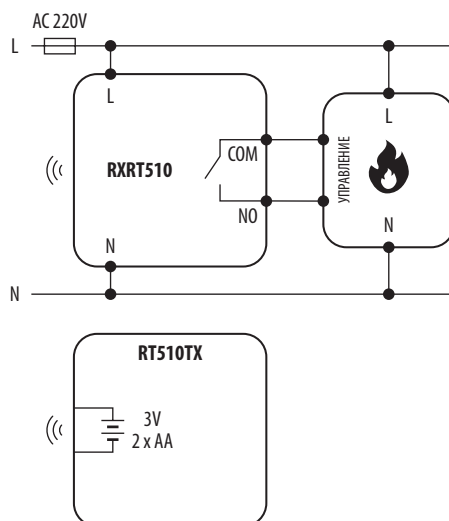 AC 220V
L
L
L
RXRT510
COM
УПРАВЛЕНИЕ
NO
N
N
N
RT510TX
3V
2 x AA